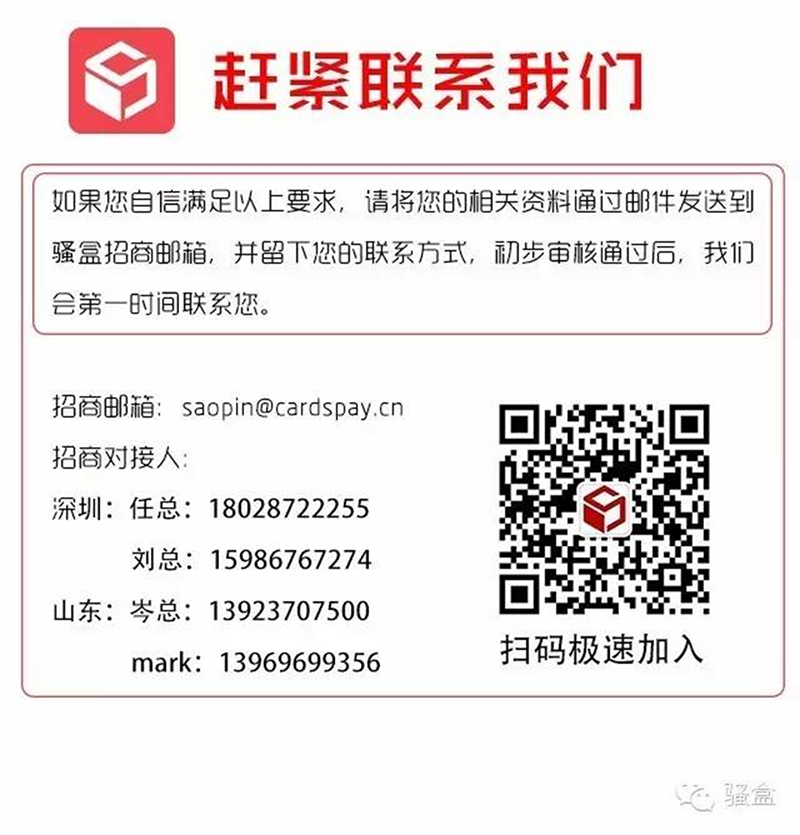 赶紧联系我们
如果您自信满足以上要求，请将您的相关资料通过邮件发送到
骚盒招商邮箱，并留下您的联系方式，初步审核通过后，我们
会第一时间联系您。
招商邮箱：saopin@cardspay.cn
招商对接人：
深圳：任总：18028722255
刘总：15986767274
山东：岑总：13923707500
mark：13969699356
扫码极速加入
骚盒